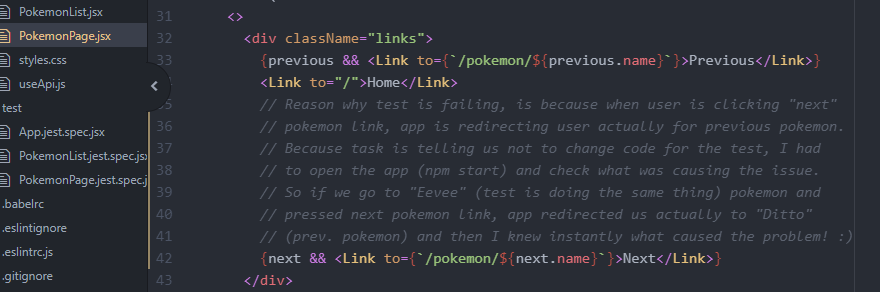 PokemonList.jsx
PokemonPage.jsx
styles.css
useApi.js
test
App.jest.spec.jsx
PokemonList.jest.spec.jsx
PokemonPage.jest.spec.j
.babelrc
.eslintignore
.eslintrc.js
.gitignore
31 <>
32 <div className="links">
33 {previous && <Link to={`/pokemon/${previous.name}`}>Previous</Link>}
<Link to="/">Home</Link>
35 // Reason why test is failing, is because when user is clicking "next"
36 // pokemon link, app is redirecting user actually for previous pokemon.
37 // Because task is telling us not to change code for the test, I had
38 // to open the app (npm start) and check what was causing the issue.
39 // So if we go to "Eevee" (test is doing the same thing) pokemon and
40 // pressed next pokemon link, app redirected us actually to "Ditto"
41 // (prev. pokemon) and then I knew instantly what caused the problem! :)
42 {next && <Link to={`/pokemon/${next.name}`}>Next</Link>}
43 </div>